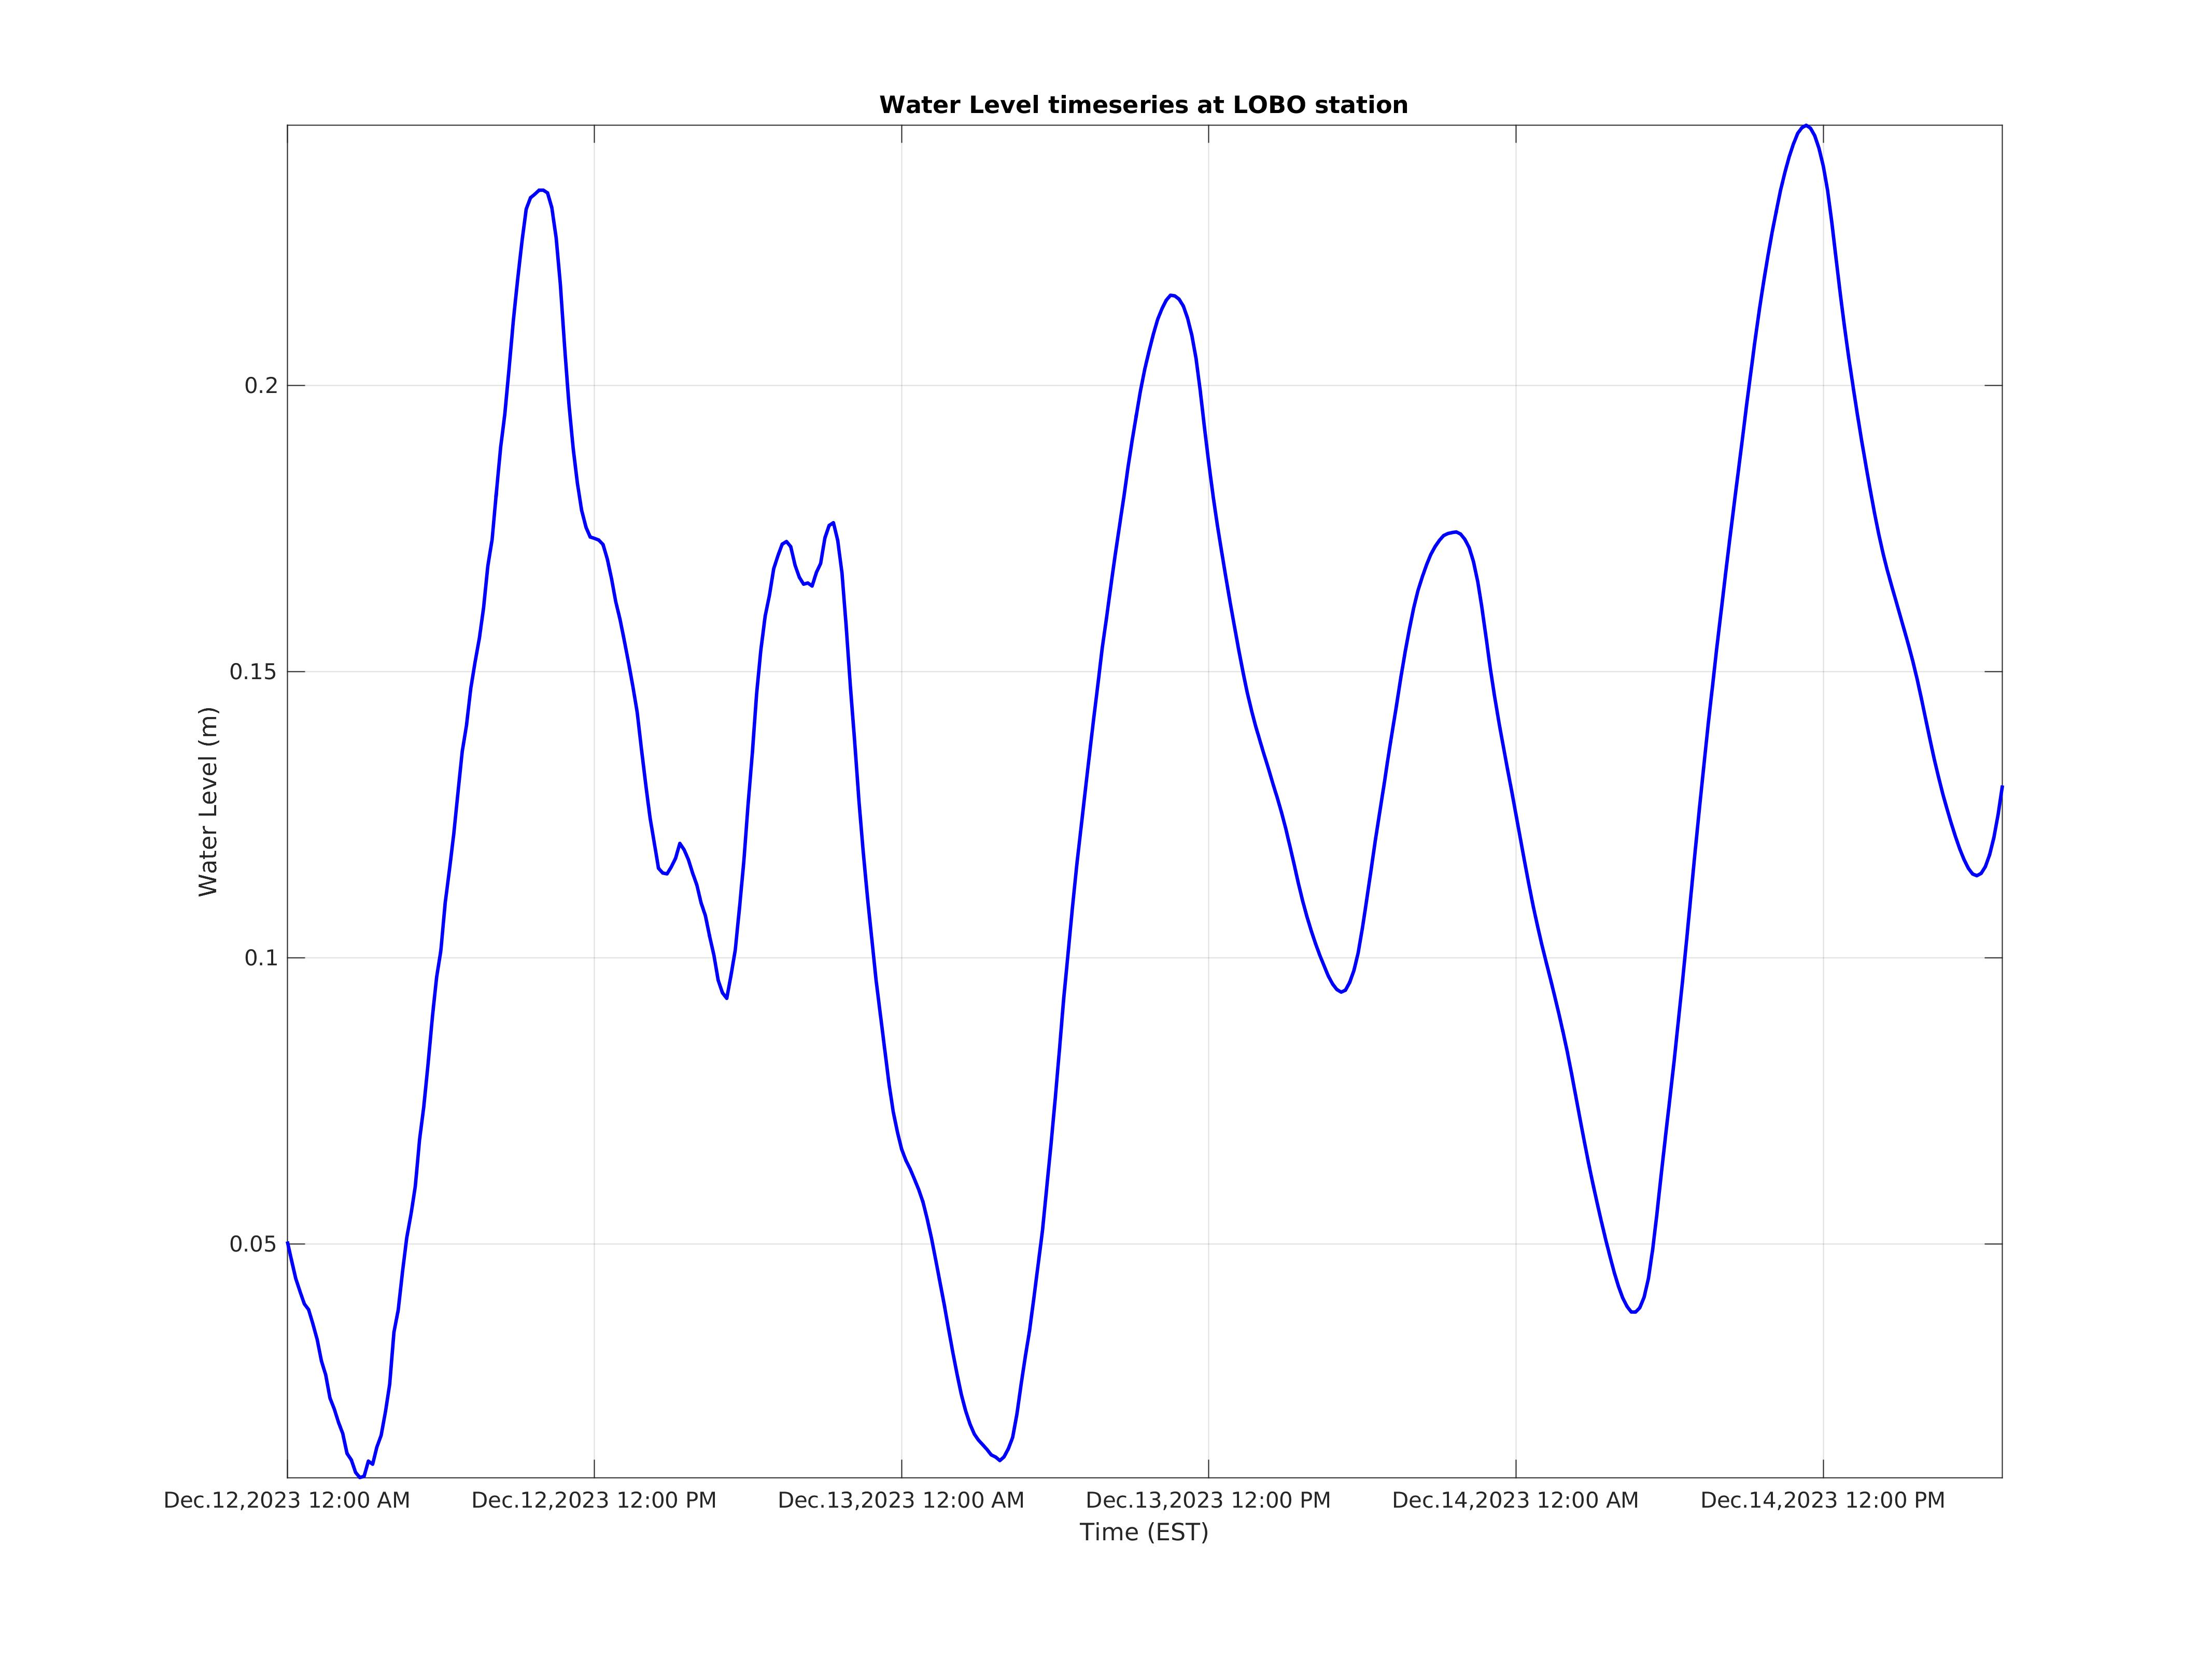 Water Level timeseries at LOBO station
0.2
0.15
0.1
0.05
Water Level (m)
Dec.12,2023 12:00 AM
Dec.12,2023 12:00 PM
Dec.13,2023 12:00 AM
Dec.13,2023 12:00 PM
Dec.14,2023 12:00 AM
Dec.14,2023 12:00 PM
Time (EST)